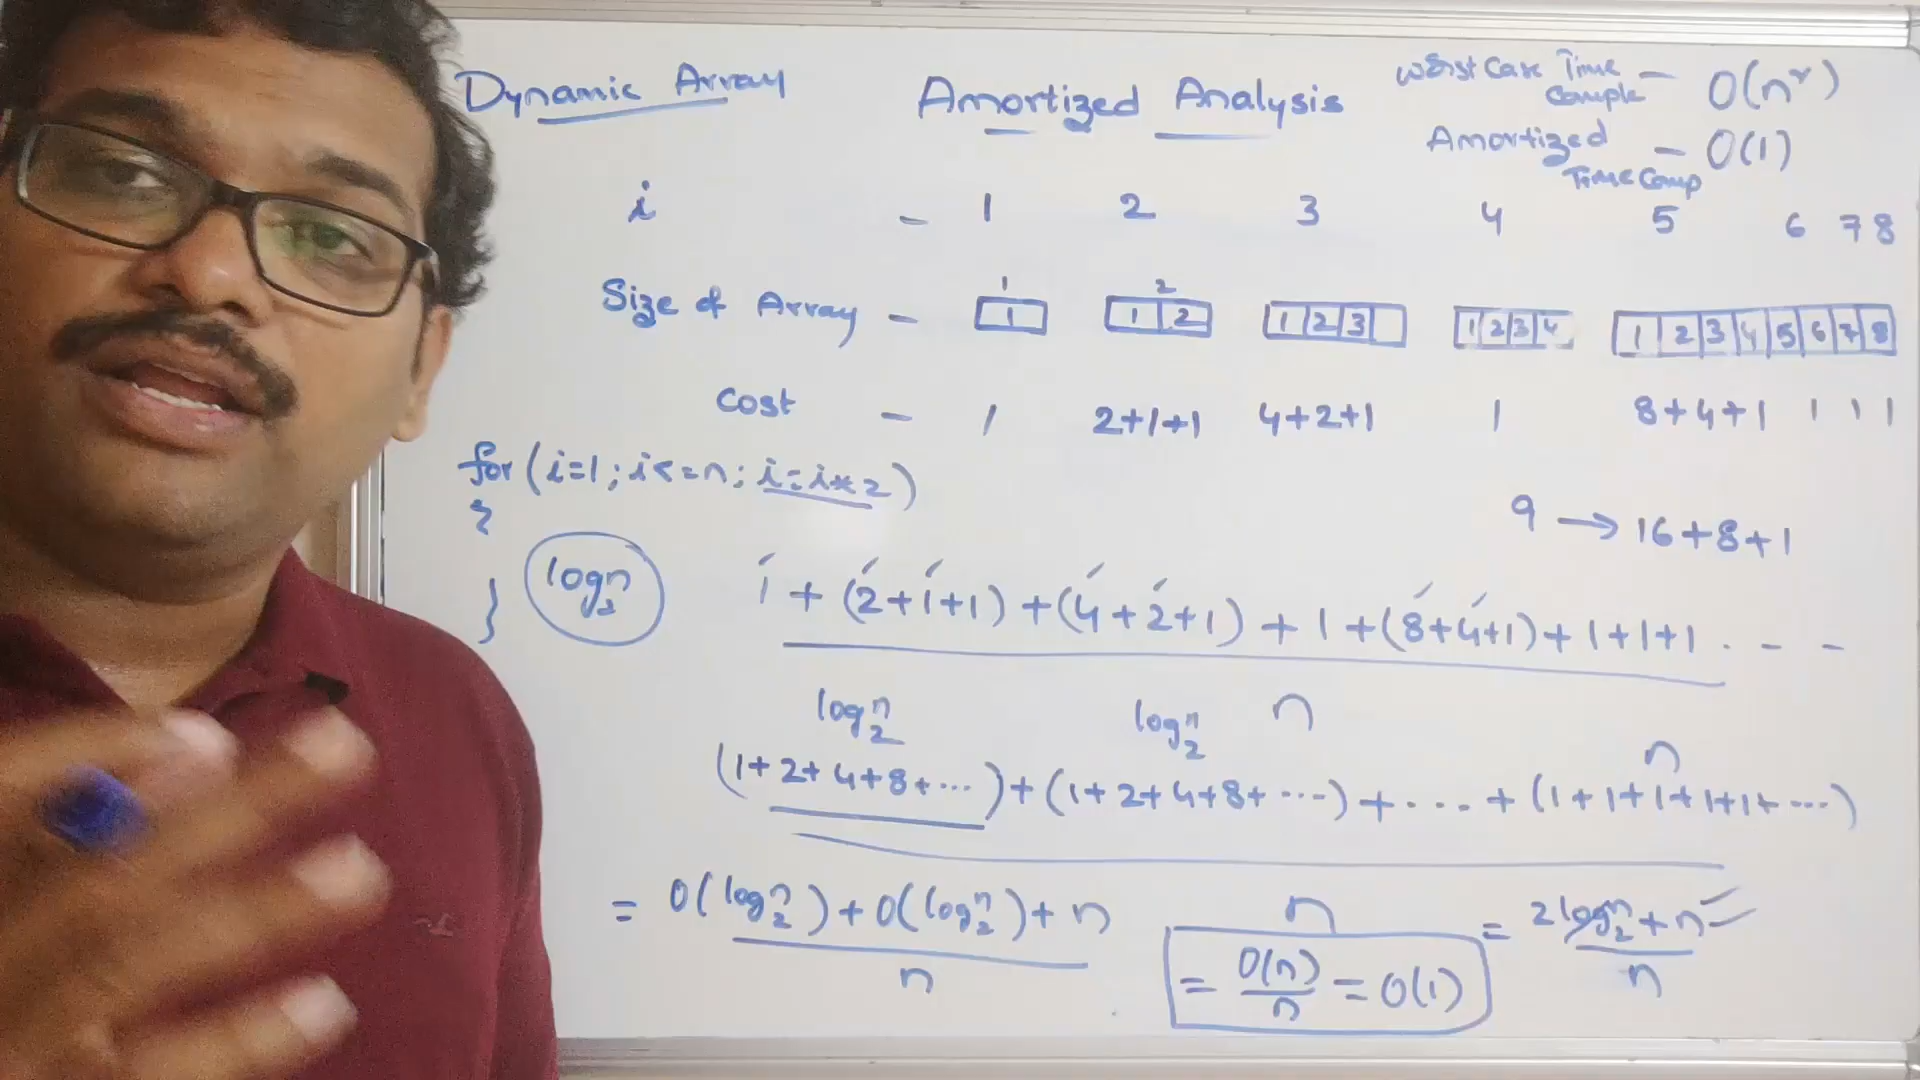 Dynamic Array
Amortized Analysis
Worst Case Time Comple - O(n²)
Amortized Time Comp - O(1)
i - 1 2 3 4 5 6 7 8
1 2
Size of Array - 1 1 2 1 2 3 1 2 3 4 1 2 3 4 5 6 7 8
Cost - 1 2+1+1 4+2+1 1 8+4+1 1 1 1
for(i=1; i<=n; i=i*2)
{
9 → 16+8+1
} log₂n
1 + (2+1+1) + (4+2+1) + 1 + (8+4+1) + 1+1+1 . - -
n
log₂n log₂n n
(1+2+4+8+...) + (1+2+4+8+...) + ... + (1+1+1+1+1+...)
n
= O(log₂n) + O(log₂n) + n
n
= O(n)/n = O(1)
= 2log₂n + n
n